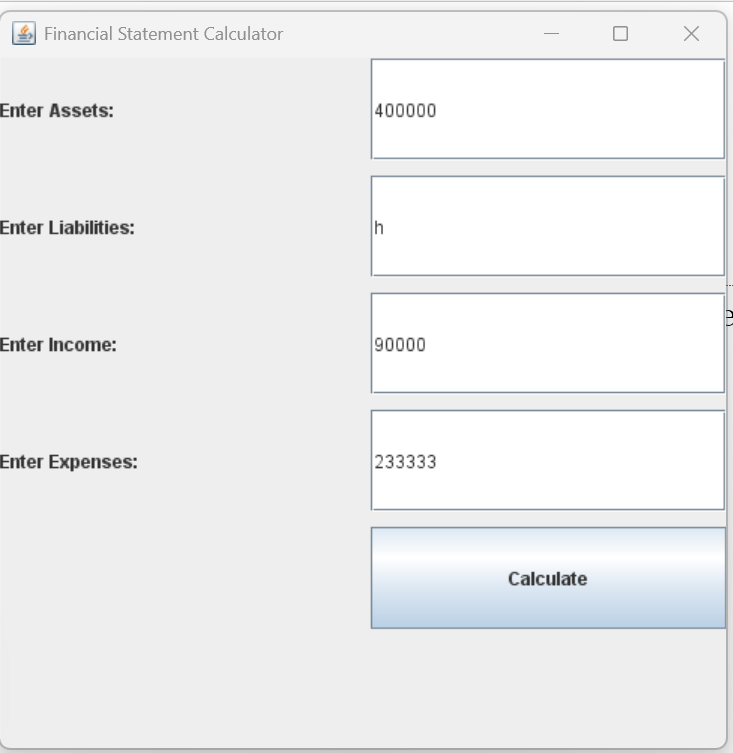 Financial Statement Calculator
Enter Assets: 400000
Enter Liabilities: h
Enter Income: 90000
Enter Expenses: 233333
Calculate